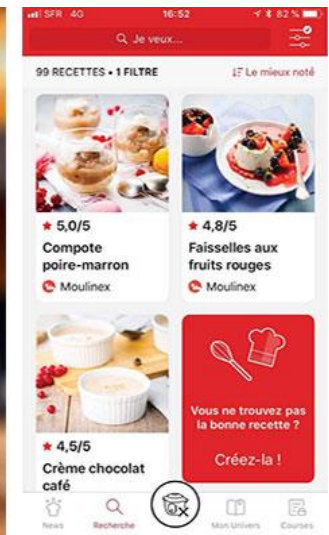 SFR 4G 16:52 82 %
Je veux...
99 RECETTES • 1 FILTRE Le mieux noté
★ 5,0/5
Compote
poire-marron
Moulinex
★ 4,8/5
Faisselles aux
fruits rouges
Moulinex
★ 4,5/5
Crème chocolat
café
Vous ne trouvez pas
la bonne recette ?
Créez-la !
News Recherche Mon Univers Courses